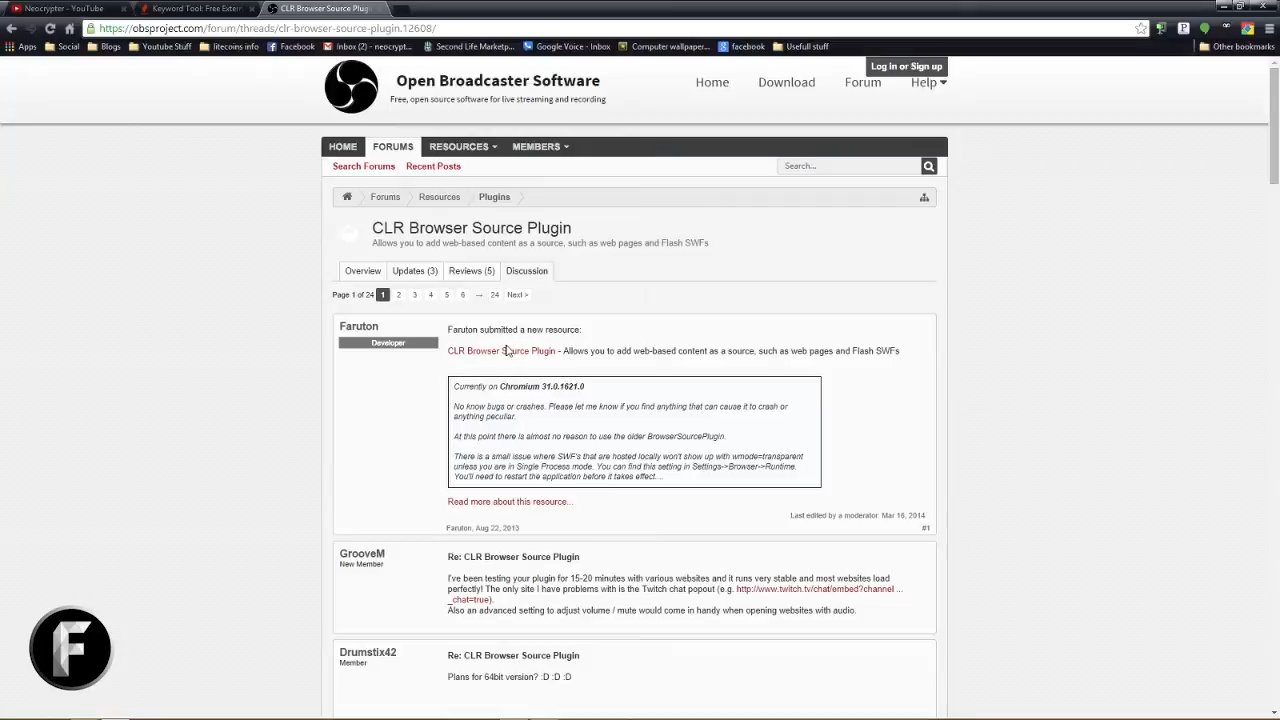 Neocrypter - YouTube
Keyword Tool: Free Extern
CLR Browser Source Plug
https://obsproject.com/forum/threads/clr-browser-source-plugin.12608/
Apps Social Blogs Youtube Stuff litecoins info Facebook Inbox (2) - neocrypt... Second Life Marketp... Google Voice - Inbox Computer wallpaper... facebook Usefull stuff Other bookmarks
Log in or Sign up
Open Broadcaster Software
Free, open source software for live streaming and recording
Home Download Forum Help
HOME FORUMS RESOURCES MEMBERS
Search Forums Recent Posts Search...
Forums Resources Plugins
CLR Browser Source Plugin
Allows you to add web-based content as a source, such as web pages and Flash SWFs
Overview Updates (3) Reviews (5) Discussion
Page 1 of 24 1 2 3 4 5 6 → 24 Next >
Faruton
Developer
Faruton submitted a new resource:
CLR Browser Source Plugin - Allows you to add web-based content as a source, such as web pages and Flash SWFs
Currently on Chromium 31.0.1621.0
No know bugs or crashes. Please let me know if you find anything that can cause it to crash or
anything peculiar.
At this point there is almost no reason to use the older BrowserSourcePlugin.
There is a small issue where SWF's that are hosted locally won't show up with wmode=transparent
unless you are in Single Process mode. You can find this setting in Settings->Browser->Runtime.
You'll need to restart the application before it takes effect....
Read more about this resource...
Last edited by a moderator: Mar 16, 2014
Faruton, Aug 22, 2013 #1
GrooveM
New Member
Re: CLR Browser Source Plugin
I've been testing your plugin for 15-20 minutes with various websites and it runs very stable and most websites load
perfectly! The only site I have problems with is the Twitch chat popout (e.g. http://www.twitch.tv/chat/embed?channel ...
_chat=true).
Also an advanced setting to adjust volume / mute would come in handy when opening websites with audio.
Drumstix42
Member
Re: CLR Browser Source Plugin
Plans for 64bit version? :D :D :D
F